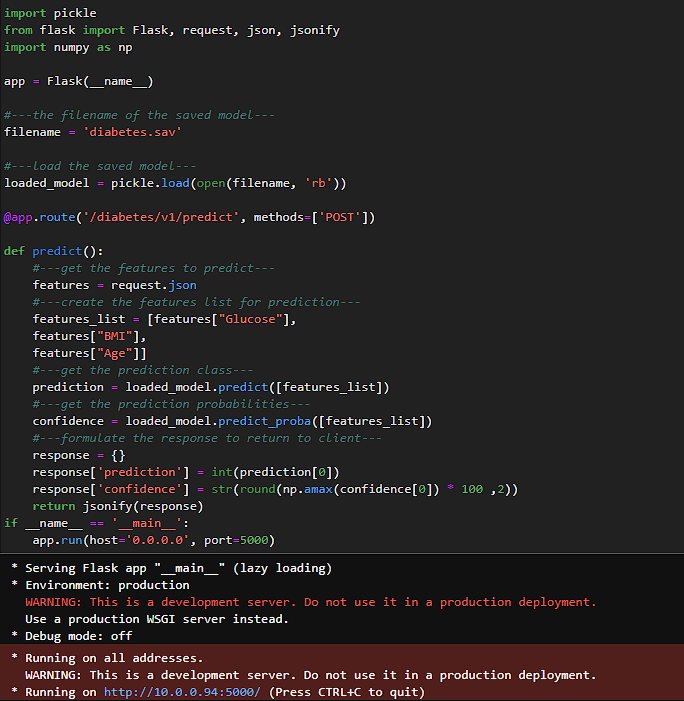 import pickle
from flask import Flask, request, json, jsonify
import numpy as np
app = Flask(__name__)
#---the filename of the saved model---
filename = 'diabetes.sav'
#---load the saved model---
loaded_model = pickle.load(open(filename, 'rb'))
@app.route('/diabetes/v1/predict', methods=['POST'])
def predict():
    #---get the features to predict---
    features = request.json
    #---create the features list for prediction---
    features_list = [features["Glucose"],
    features["BMI"],
    features["Age"]]
    #---get the prediction class---
    prediction = loaded_model.predict([features_list])
    #---get the prediction probabilities---
    confidence = loaded_model.predict_proba([features_list])
    #---formulate the response to return to client---
    response = {}
    response['prediction'] = int(prediction[0])
    response['confidence'] = str(round(np.amax(confidence[0]) * 100 ,2))
    return jsonify(response)
if __name__ == '__main__':
    app.run(host='0.0.0.0', port=5000)
* Serving Flask app "__main__" (lazy loading)
* Environment: production
  WARNING: This is a development server. Do not use it in a production deployment.
  Use a production WSGI server instead.
* Debug mode: off
* Running on all addresses.
  WARNING: This is a development server. Do not use it in a production deployment.
* Running on http://10.0.0.94:5000/ (Press CTRL+C to quit)